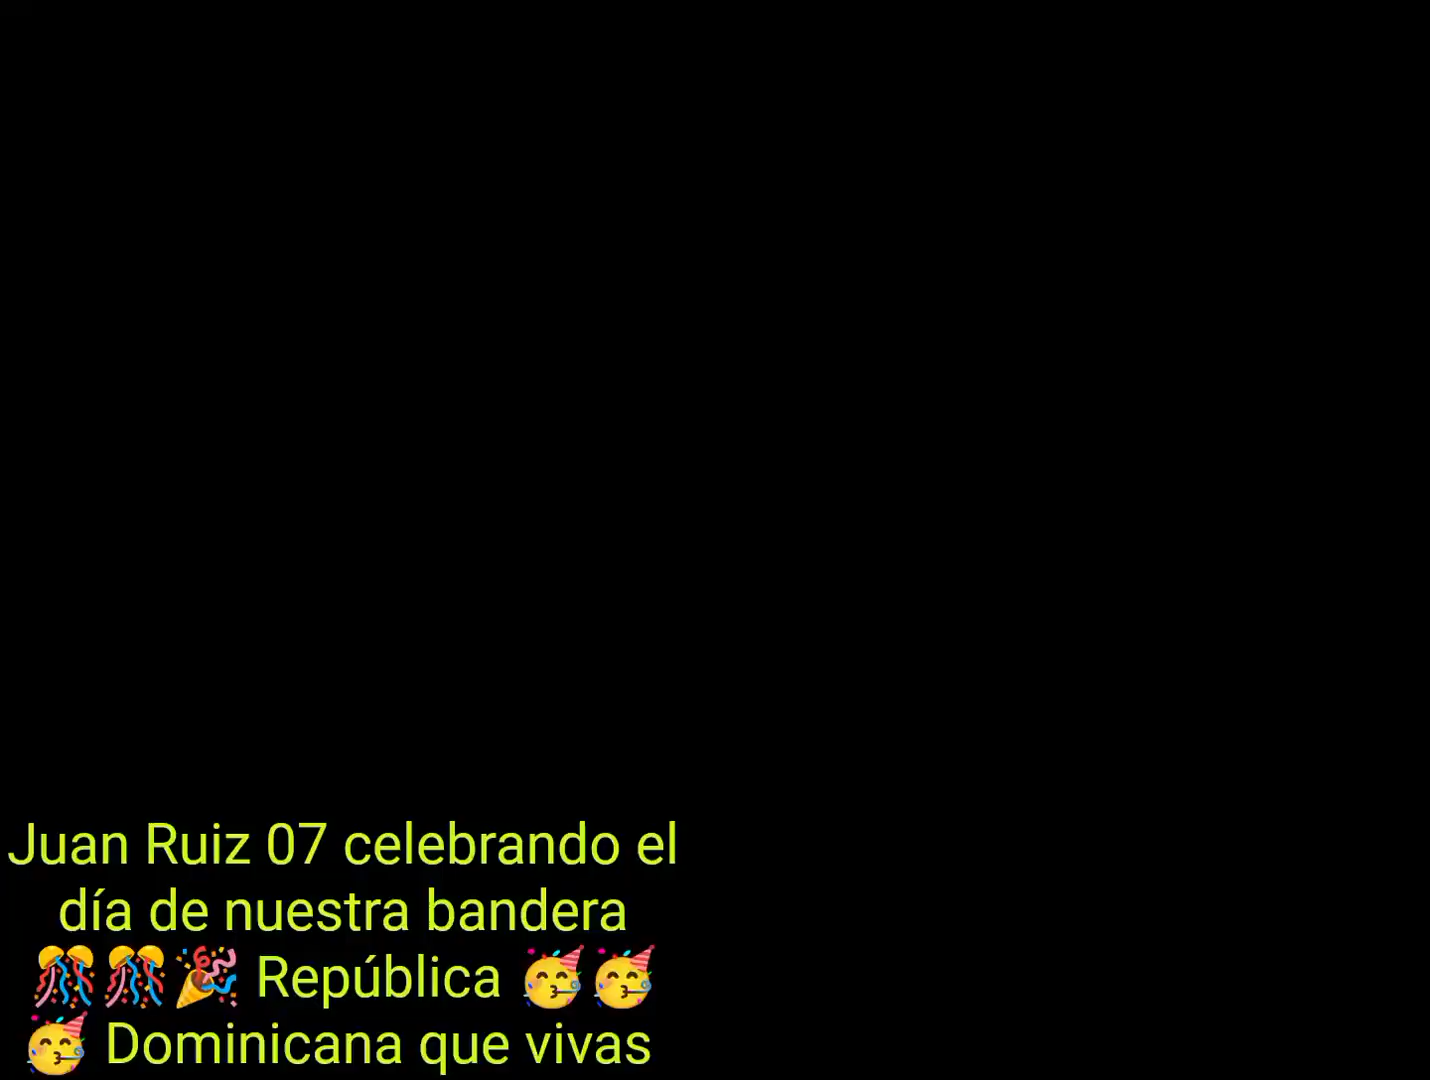 Juan Ruiz 07 celebrando el
día de nuestra bandera
🎊🎊🎉 República 🥳🥳
🥳 Dominicana que vivas